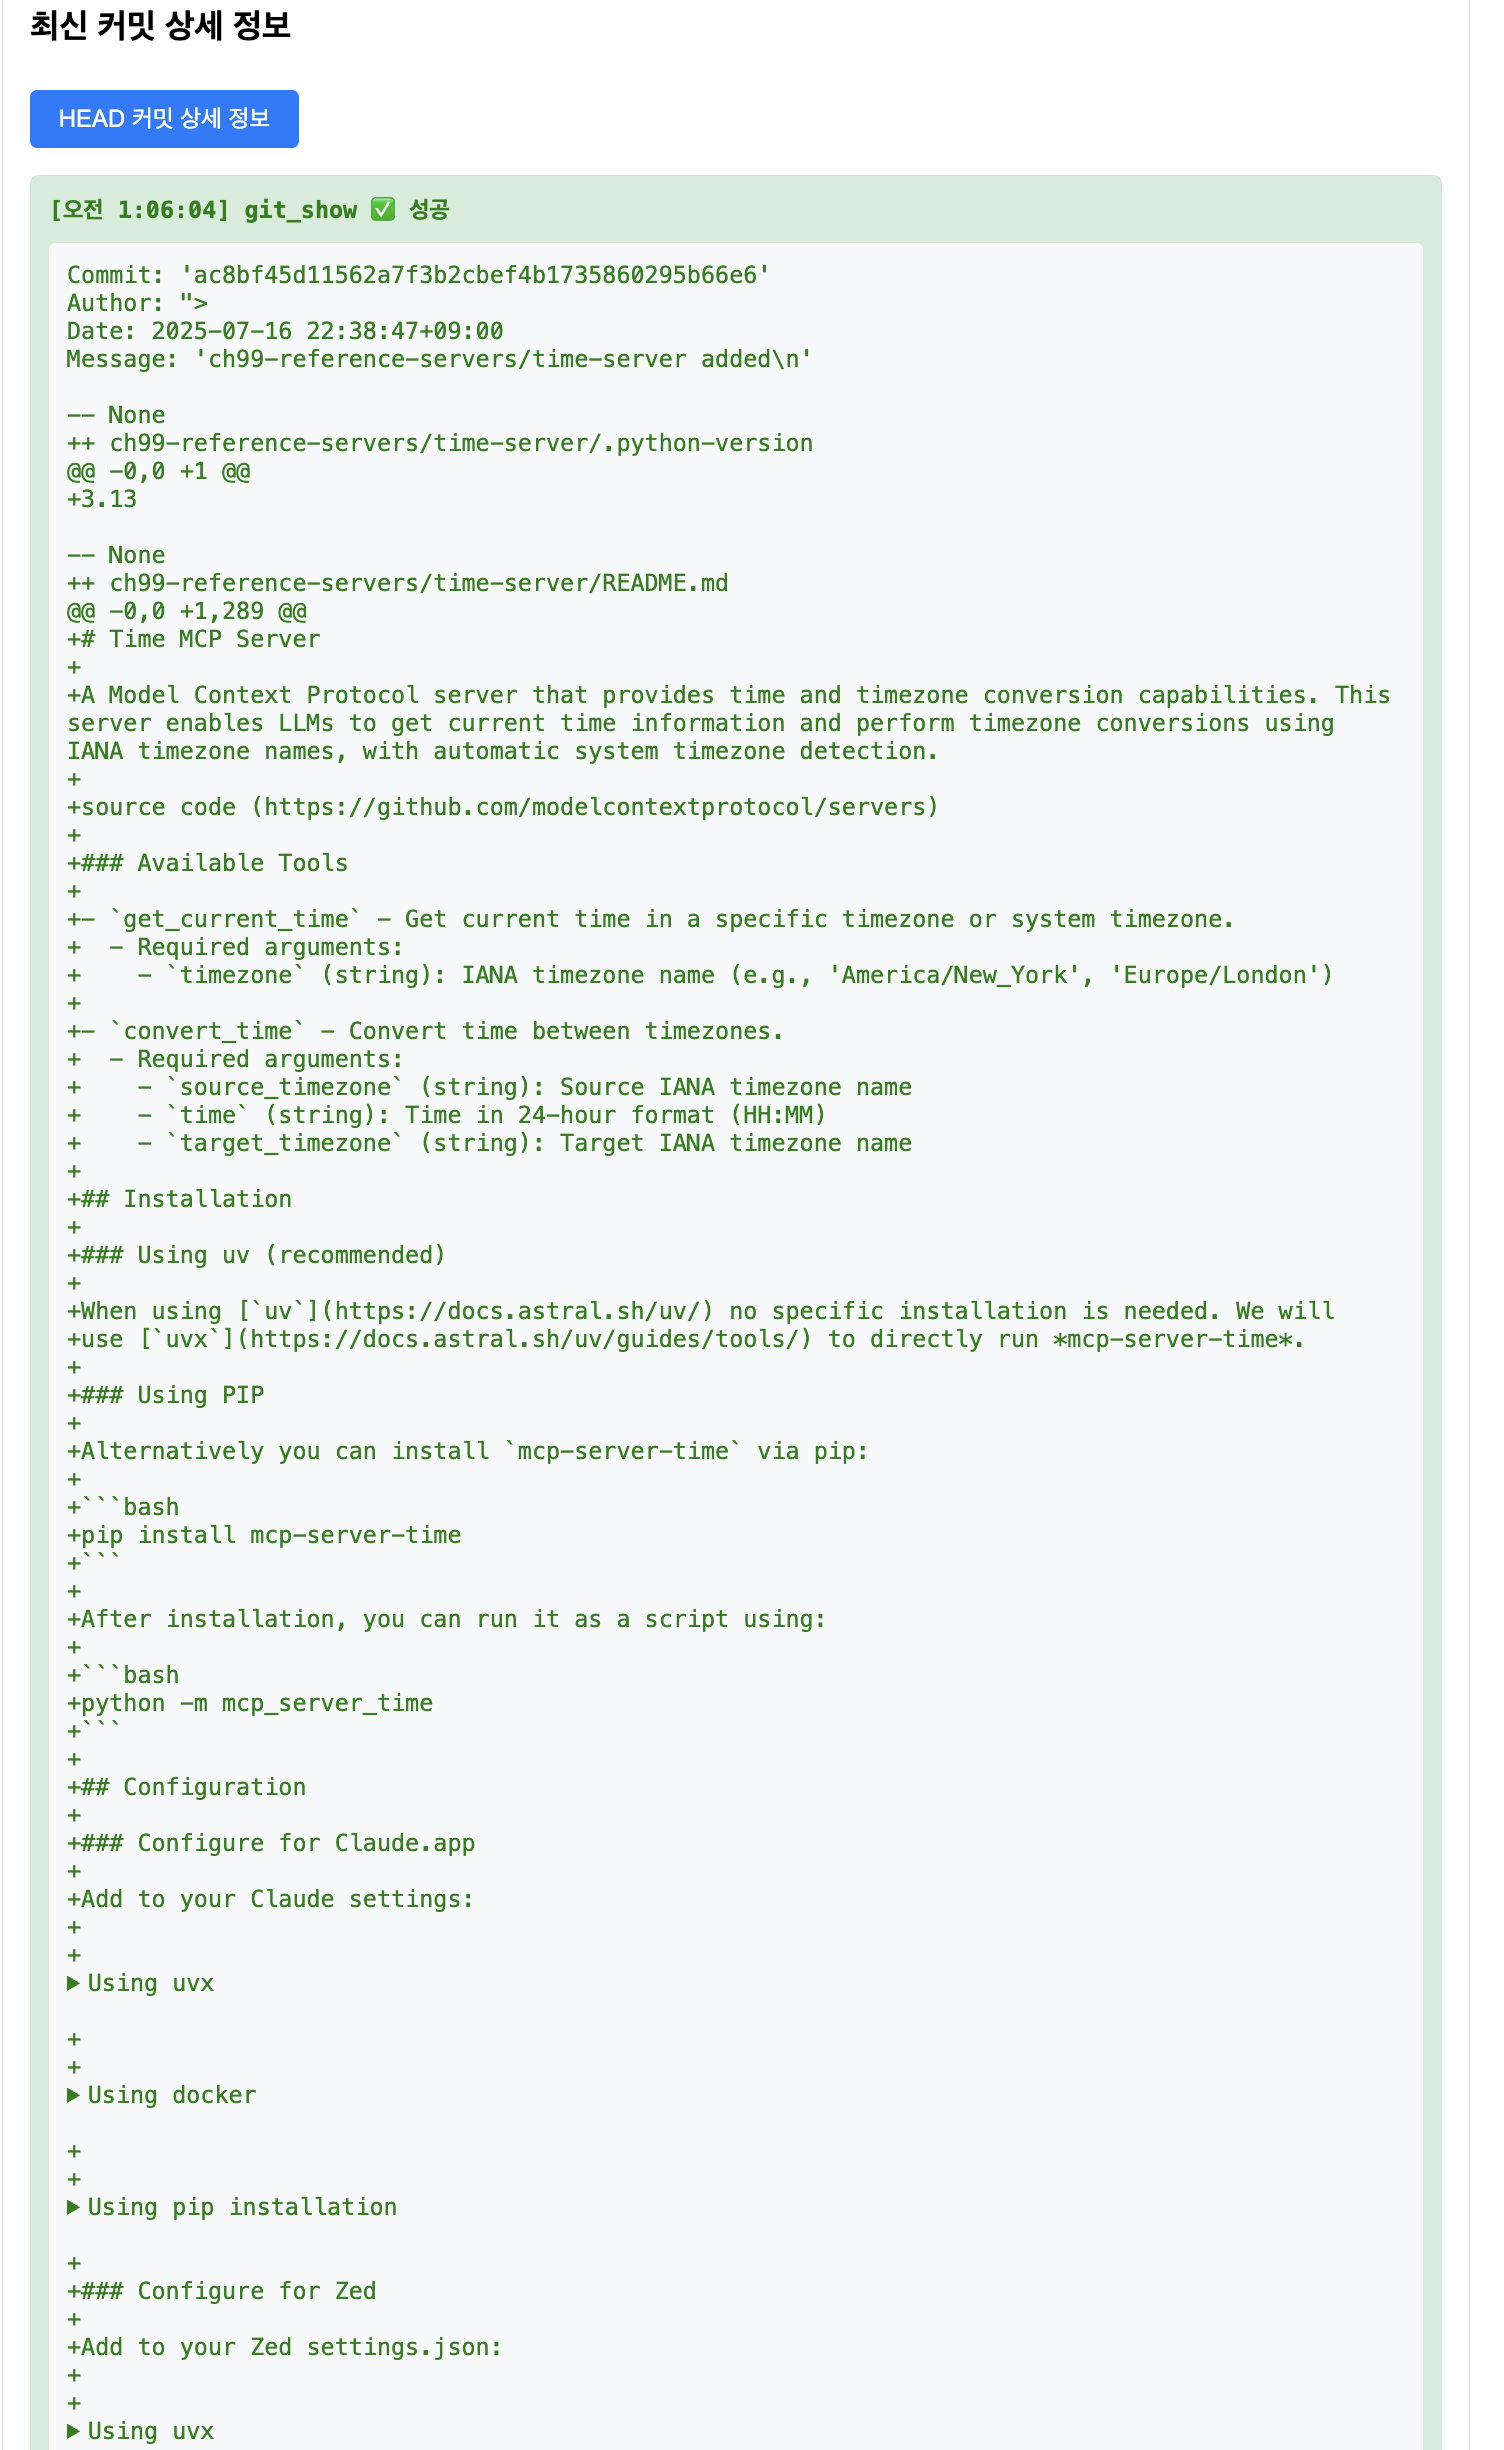 최신 커밋 상세 정보
HEAD 커밋 상세 정보
[오전 1:06:04] git_show ✅ 성공
Commit: 'ac8bf45d11562a7f3b2cbef4b1735860295b66e6'
Author: ">
Date: 2025-07-16 22:38:47+09:00
Message: 'ch99-reference-servers/time-server added\n'

-- None
++ ch99-reference-servers/time-server/.python-version
@@ -0,0 +1 @@
+3.13

-- None
++ ch99-reference-servers/time-server/README.md
@@ -0,0 +1,289 @@
+# Time MCP Server
+
+A Model Context Protocol server that provides time and timezone conversion capabilities. This
server enables LLMs to get current time information and perform timezone conversions using
IANA timezone names, with automatic system timezone detection.
+
+source code (https://github.com/modelcontextprotocol/servers)
+
+### Available Tools
+
+- `get_current_time` - Get current time in a specific timezone or system timezone.
+  - Required arguments:
+    - `timezone` (string): IANA timezone name (e.g., 'America/New_York', 'Europe/London')
+
+- `convert_time` - Convert time between timezones.
+  - Required arguments:
+    - `source_timezone` (string): Source IANA timezone name
+    - `time` (string): Time in 24-hour format (HH:MM)
+    - `target_timezone` (string): Target IANA timezone name
+
+## Installation
+
+### Using uv (recommended)
+
+When using [`uv`](https://docs.astral.sh/uv/) no specific installation is needed. We will
+use [`uvx`](https://docs.astral.sh/uv/guides/tools/) to directly run *mcp-server-time*.
+
+### Using PIP
+
+Alternatively you can install `mcp-server-time` via pip:
+
+```bash
+pip install mcp-server-time
+```
+
+After installation, you can run it as a script using:
+
+```bash
+python -m mcp_server_time
+```
+
+## Configuration
+
+### Configure for Claude.app
+
+Add to your Claude settings:
+
+
▶ Using uvx

+
+
▶ Using docker

+
+
▶ Using pip installation

+
+### Configure for Zed
+
+Add to your Zed settings.json:
+
+
▶ Using uvx